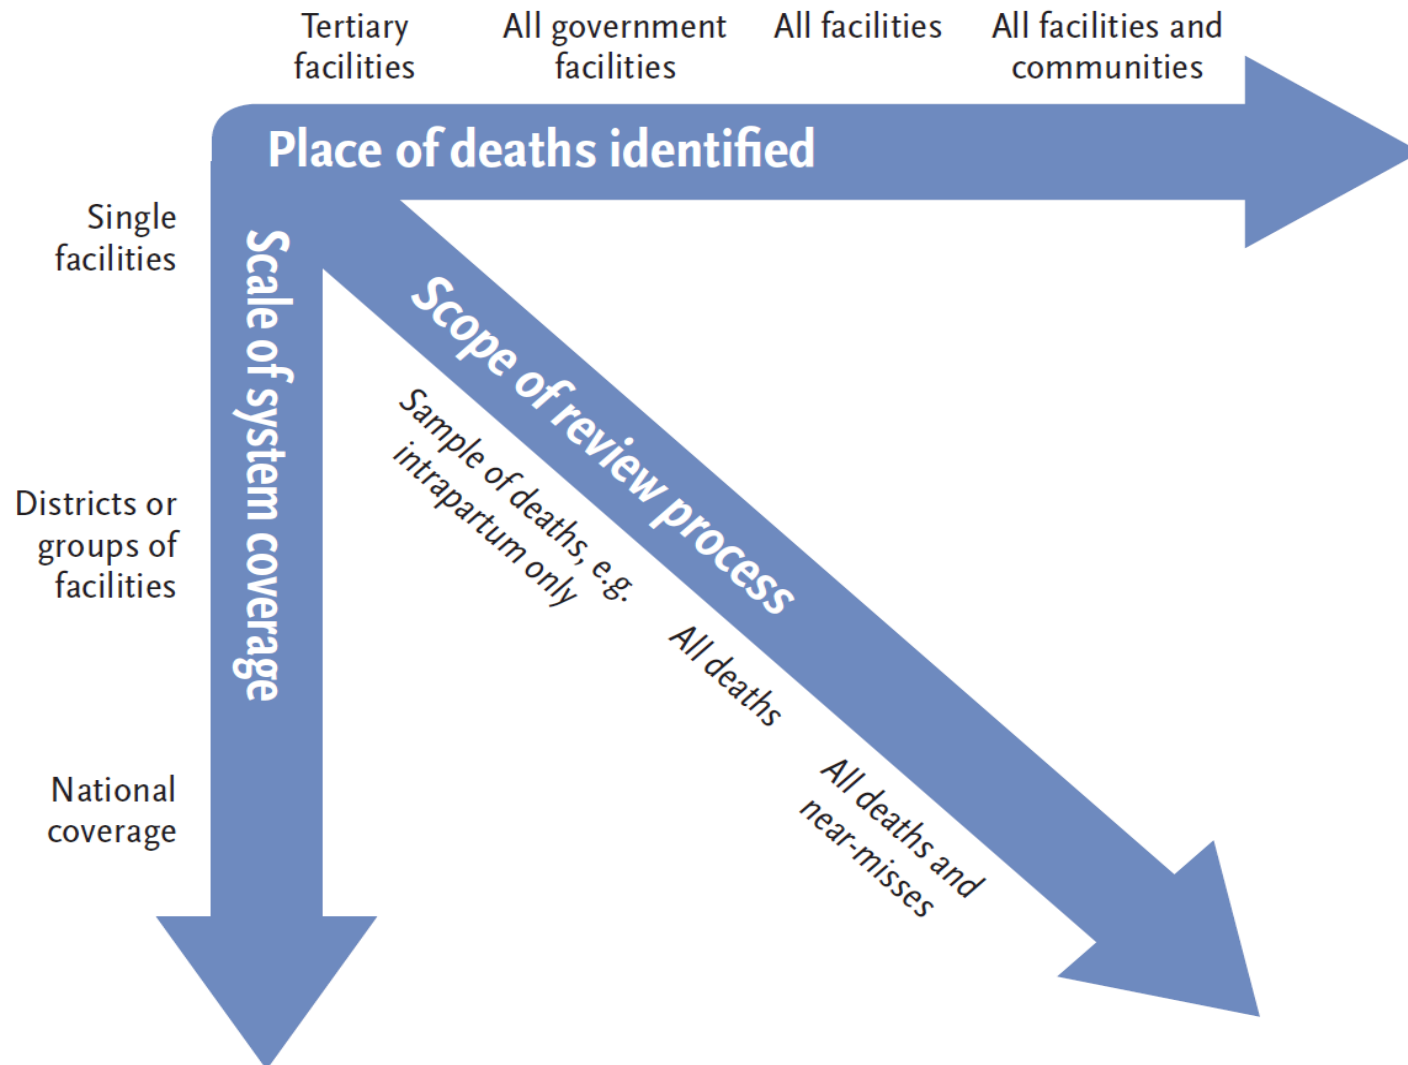 Tertiary
facilities
All government
facilities
All facilities
All facilities and
communities
Place of deaths identified
Single
facilities
Districts or
groups of
facilities
National
coverage
Scale of system coverage
Scope of review process
Sample of deaths, e.g.
intrapartum only
All deaths
All deaths and
near-misses